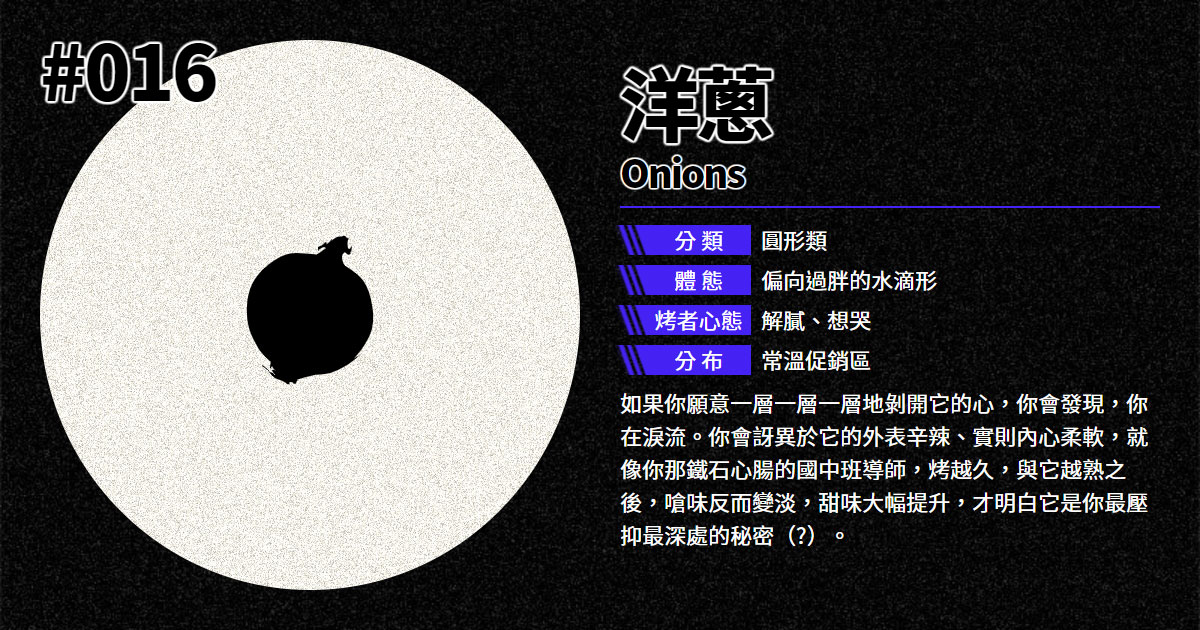 #016
洋蔥
Onions
分類 圓形類
體態 偏向過胖的水滴形
烤者心態 解膩、想哭
分布 常溫促銷區
如果你願意一層一層一層地剝開它的心，你會發現，你
在淚流。你會訝異於它的外表辛辣、實則內心柔軟，就
像你那鐵石心腸的國中班導師，烤越久，與它越熟之
後，嗆味反而變淡，甜味大幅提升，才明白它是你最壓
抑最深處的秘密（?）。